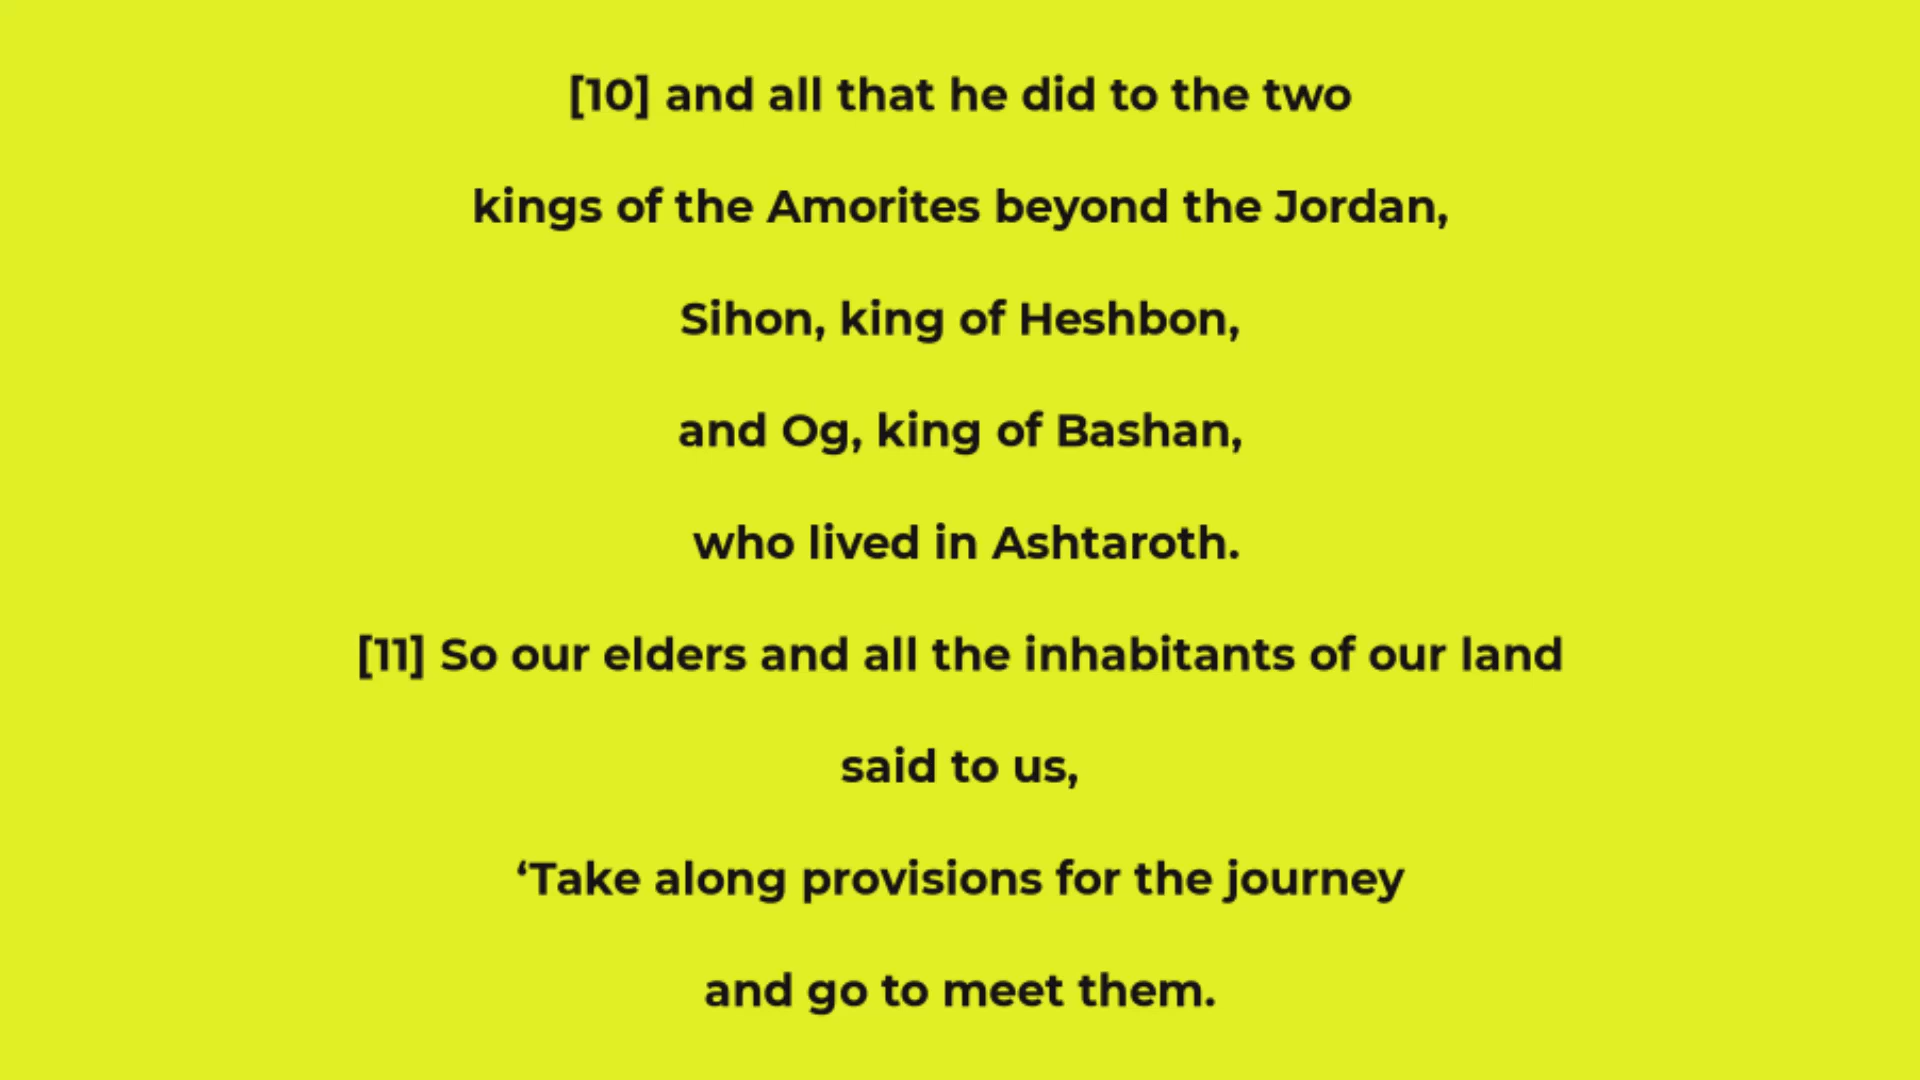 [10] and all that he did to the two
kings of the Amorites beyond the Jordan,
Sihon, king of Heshbon,
and Og, king of Bashan,
who lived in Ashtaroth.
[11] So our elders and all the inhabitants of our land
said to us,
‘Take along provisions for the journey
and go to meet them.